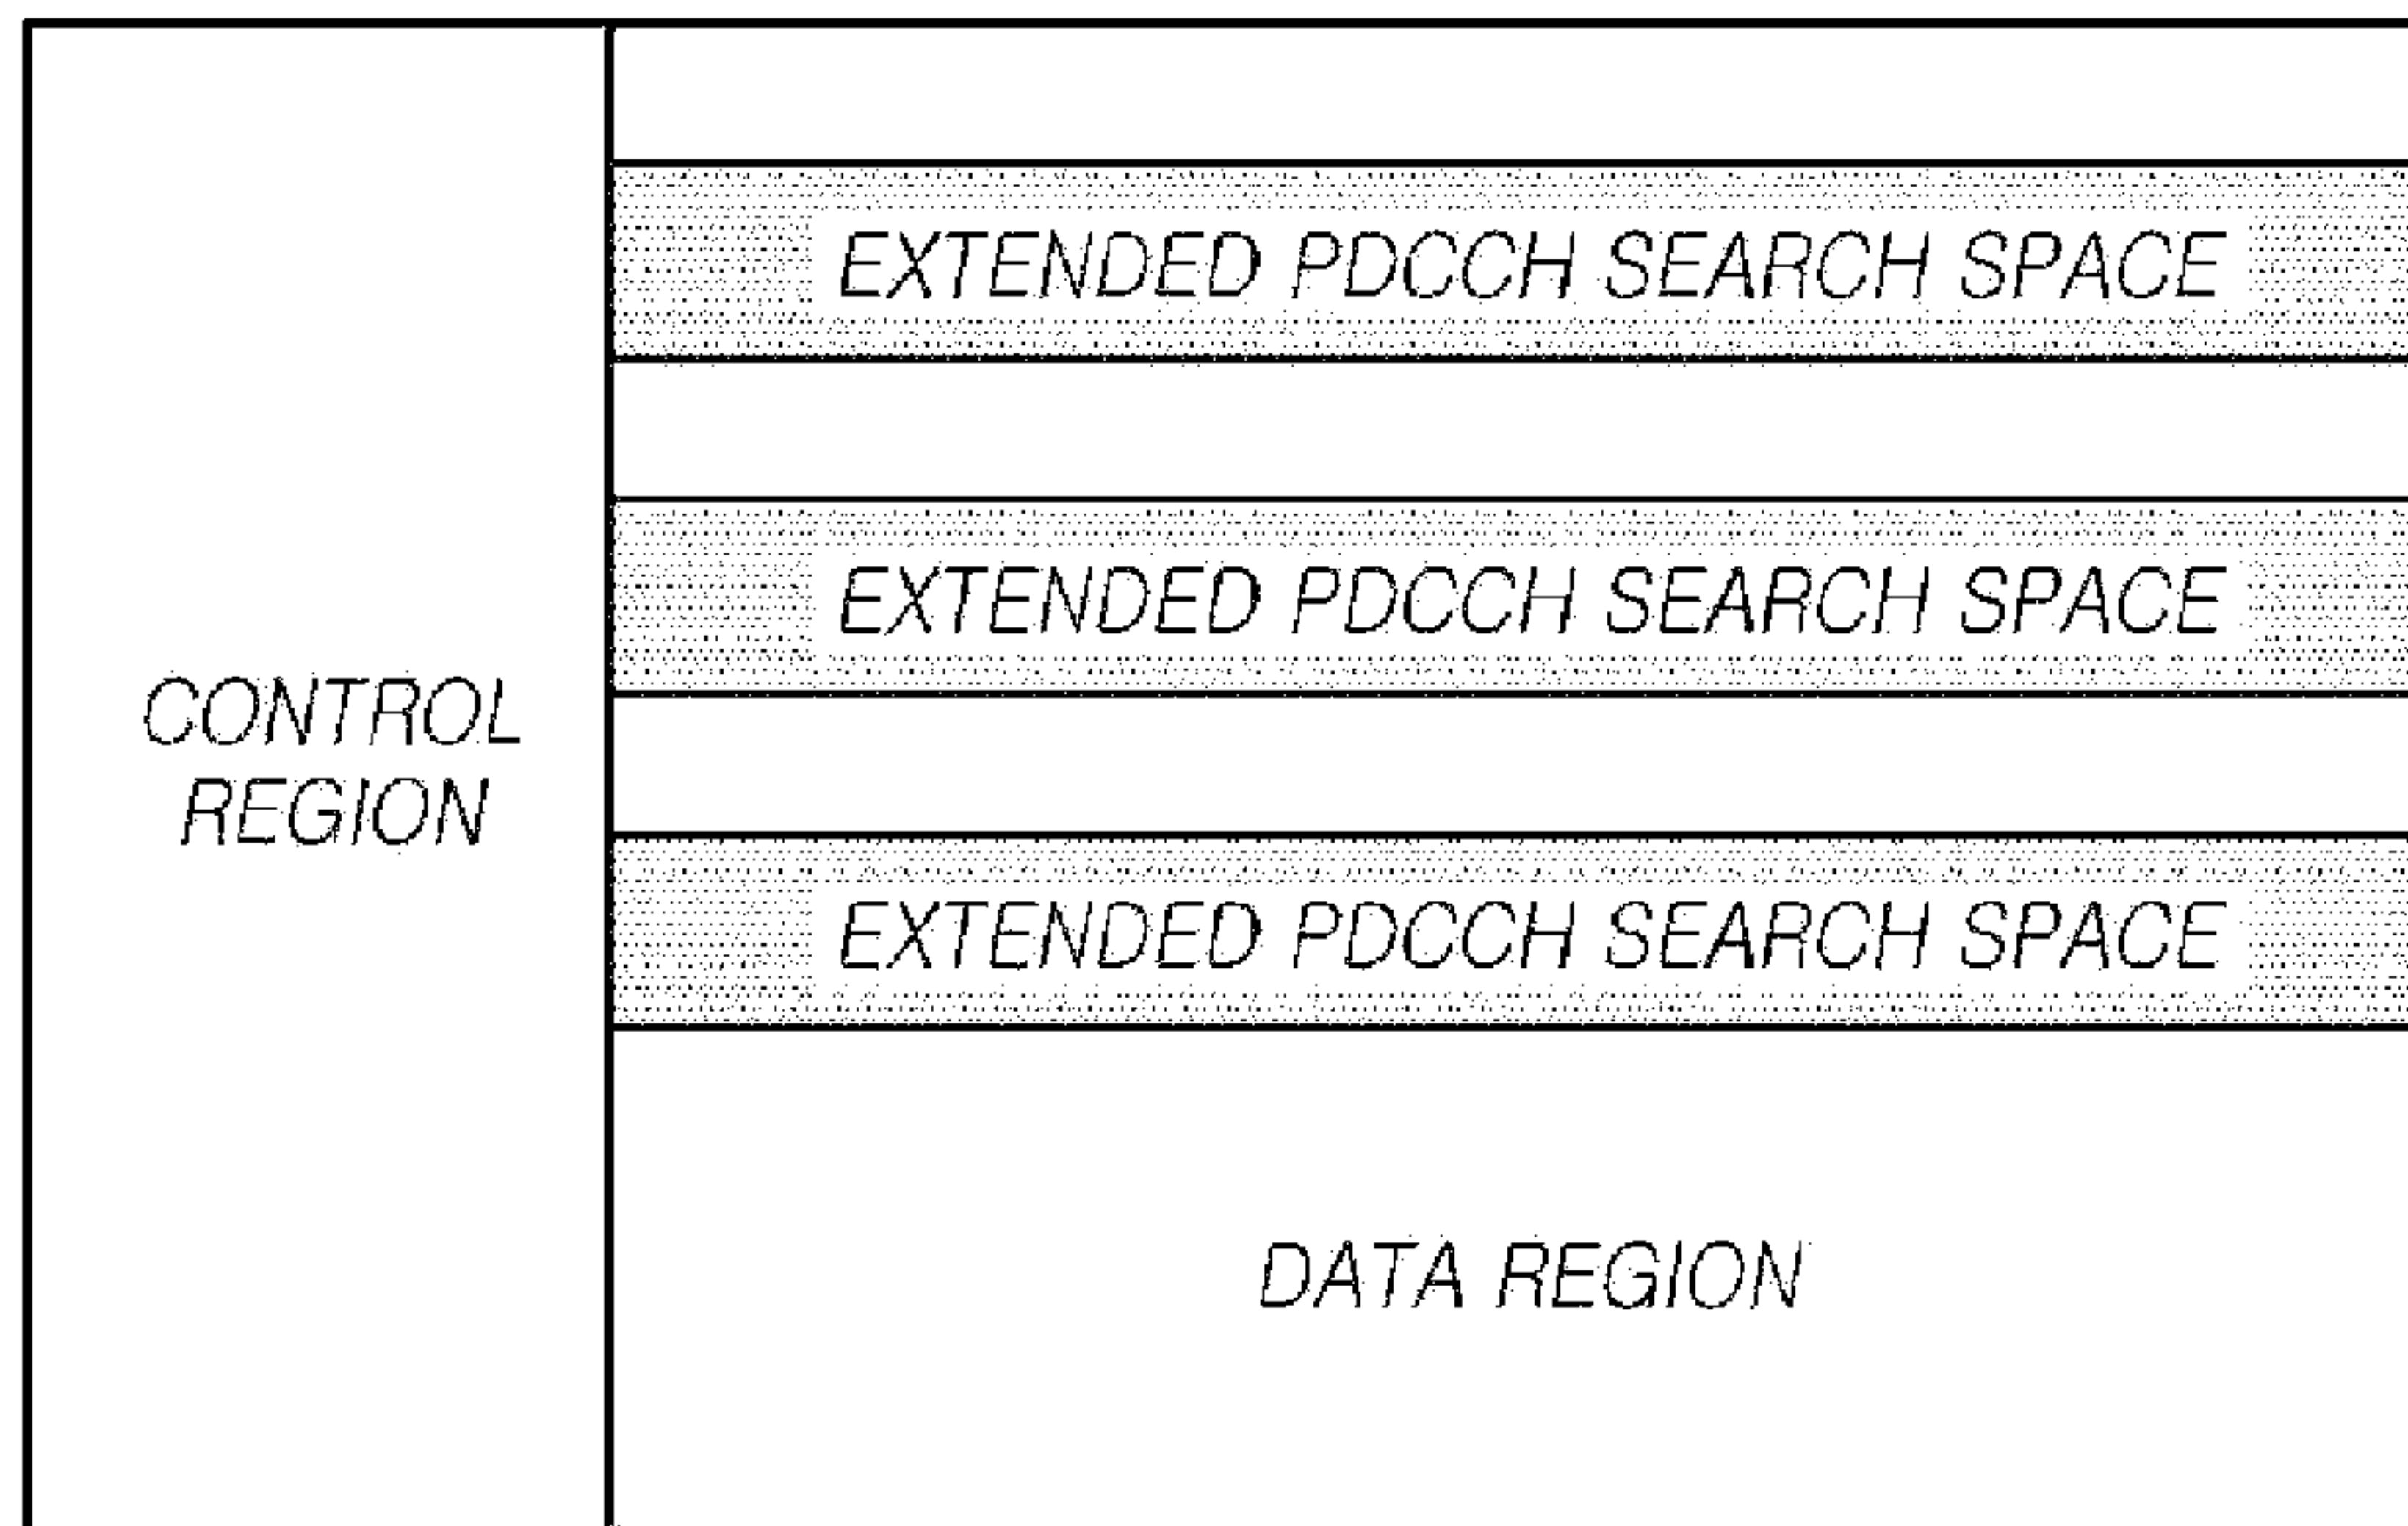 CONTROL
REGION
EXTENDED PDCCH SEARCH SPACE
EXTENDED PDCCH SEARCH SPACE
EXTENDED PDCCH SEARCH SPACE
DATA REGION